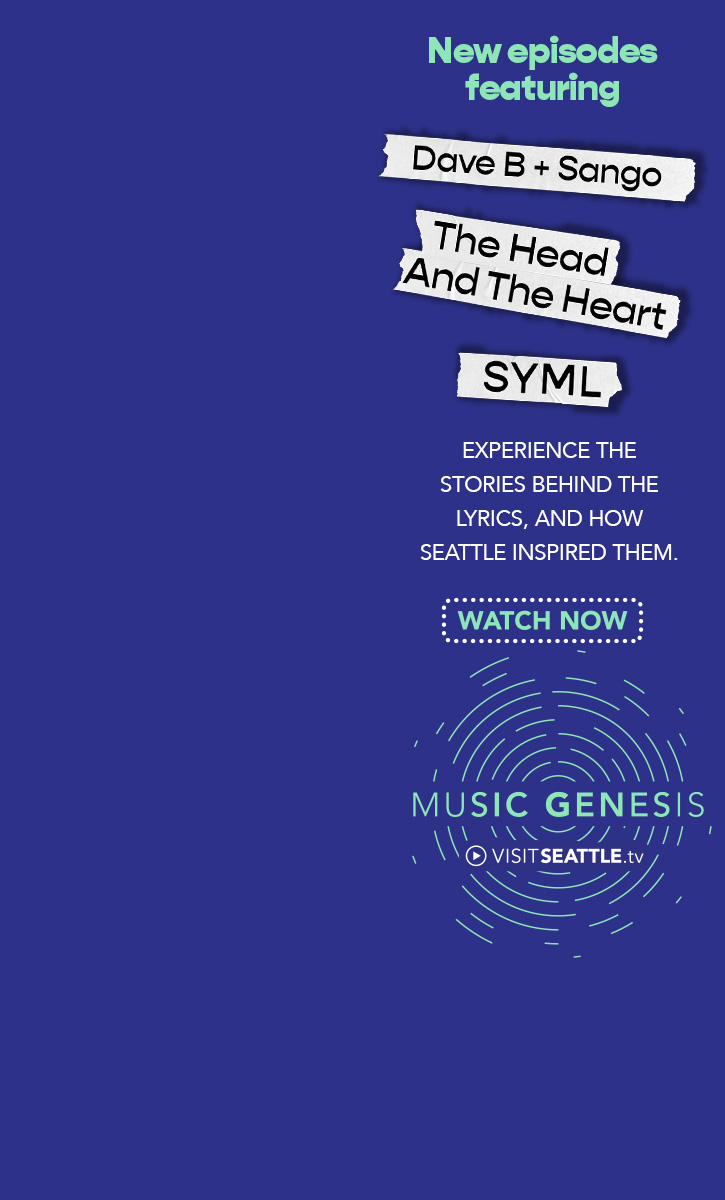 New episodes
featuring
Dave B + Sango
The Head
And The Heart
SYML
EXPERIENCE THE
STORIES BEHIND THE
LYRICS, AND HOW
SEATTLE INSPIRED THEM.
WATCH NOW
MUSIC GENESIS
VISITSEATTLE.tv